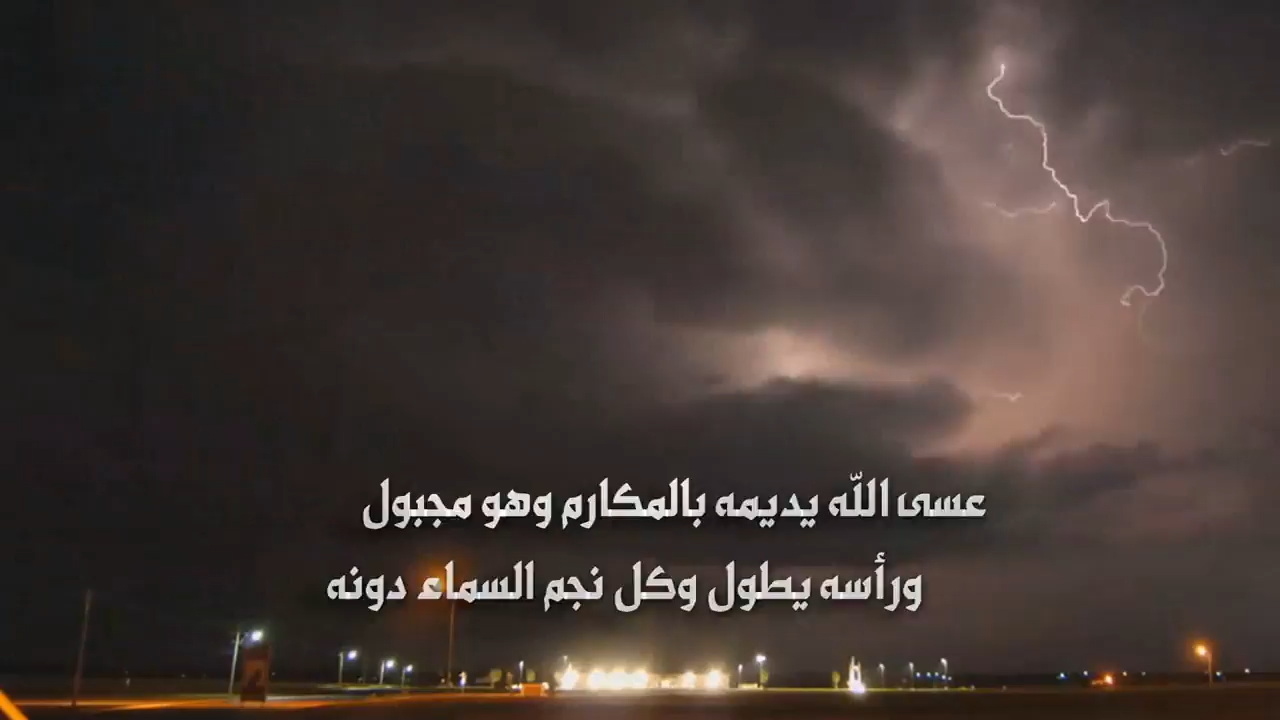 عسى الله يديمه بالمكارم وهو مجبول
ورأسه يطول وكل نجم السماء دونه